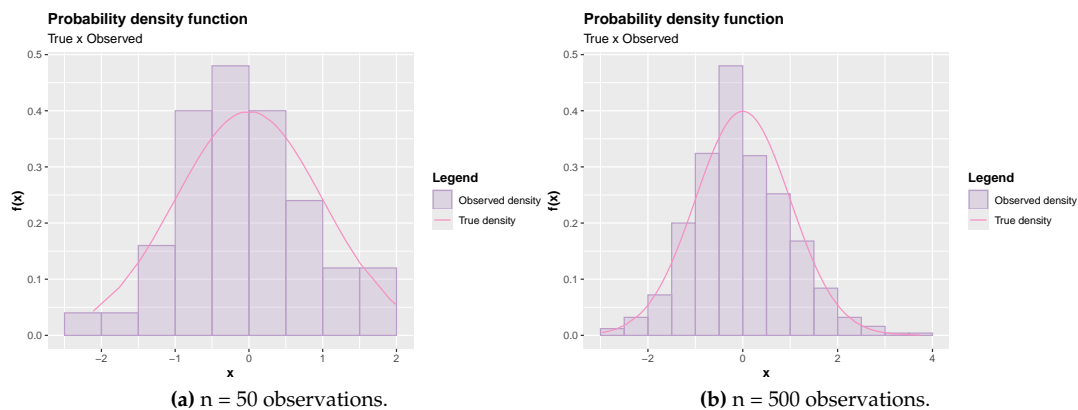 Probability density function
True x Observed
0.5
0.4
0.3
0.2
0.1
0.0
f(x)
−2
−1
0
1
2
x
Legend
Observed density
True density
(a) n = 50 observations.
Probability density function
True x Observed
0.5
0.4
0.3
0.2
0.1
0.0
f(x)
−2
0
2
4
x
Legend
Observed density
True density
(b) n = 500 observations.